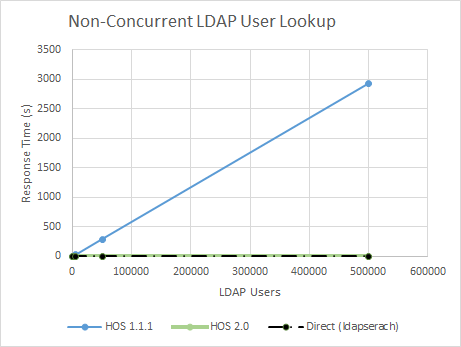 Non-Concurrent LDAP User Lookup
3500
3000
2500
2000
1500
1000
500
0
Response Time (s)
0 100000 200000 300000 400000 500000 600000
LDAP Users
HOS 1.1.1 HOS 2.0 Direct (ldapserach)